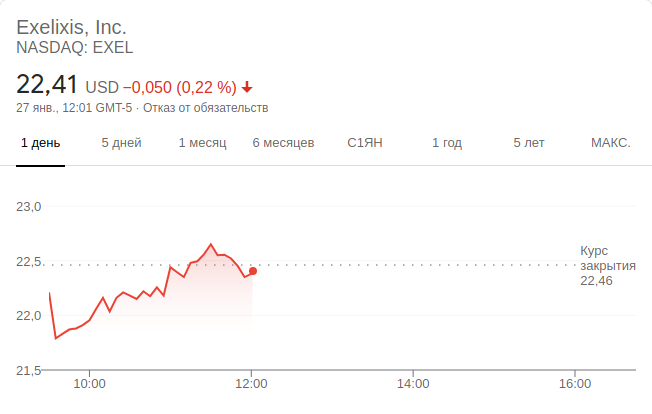 Exelixis, Inc.
NASDAQ: EXEL
22,41 USD −0,050 (0,22 %)
27 янв., 12:01 GMT-5 · Отказ от обязательств
1 день 5 дней 1 месяц 6 месяцев С1ЯН 1 год 5 лет МАКС.
23,0
22,5
22,0
21,5
Курс
закрытия
22,46
10:00 12:00 14:00 16:00